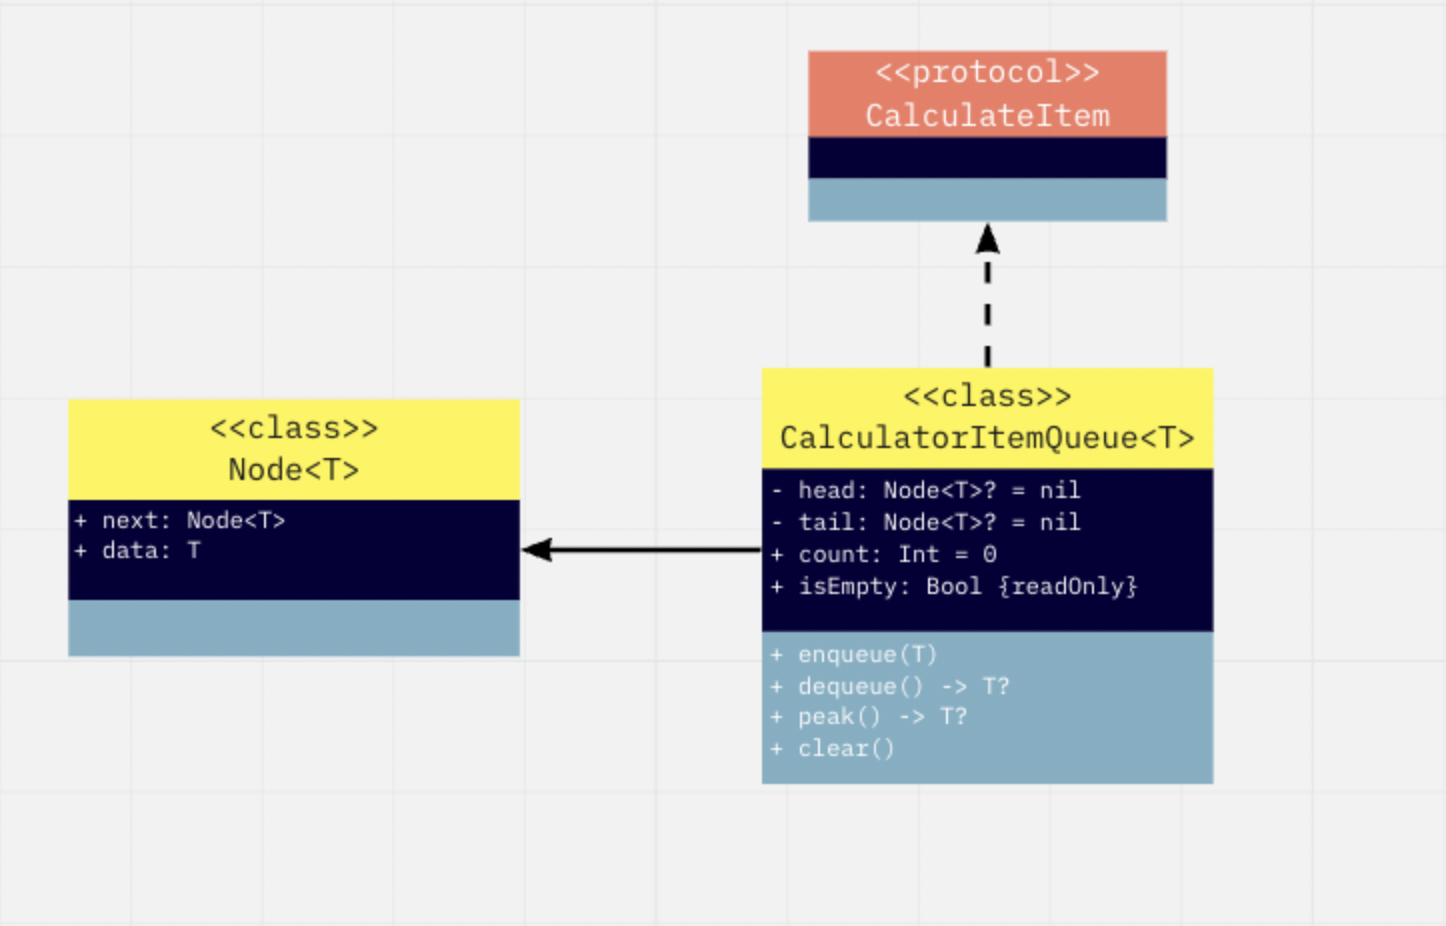 <<protocol>>
CalculateItem
<<class>>
Node<T>
+ next: Node<T>
+ data: T
<<class>>
CalculatorItemQueue<T>
- head: Node<T>? = nil
- tail: Node<T>? = nil
+ count: Int = 0
+ isEmpty: Bool {readOnly}
+ enqueue(T)
+ dequeue() -> T?
+ peak() -> T?
+ clear()